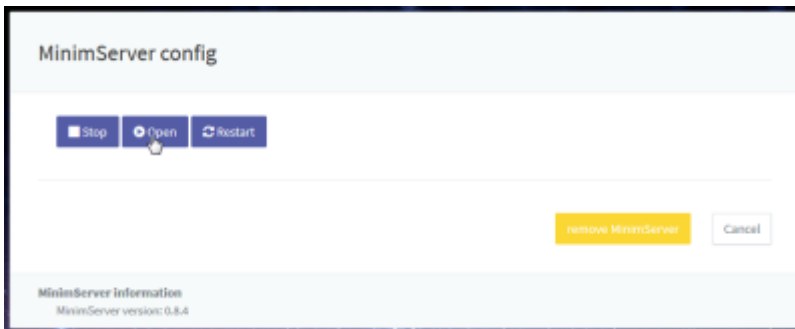 MinimServer config
Stop Open Restart
remove MinimServer Cancel
MinimServer information
MinimServer version: 0.8.4